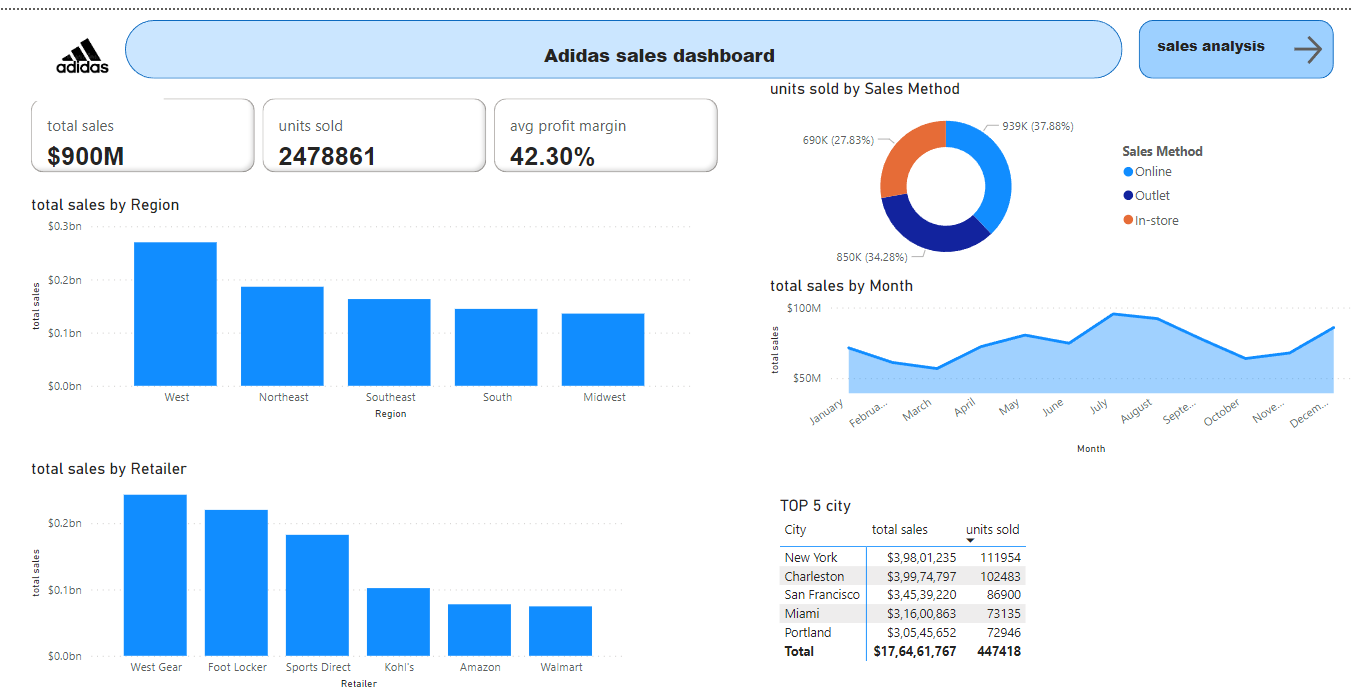 adidas
Adidas sales dashboard
sales analysis
total sales
$900M
units sold
2478861
avg profit margin
42.30%
total sales by Region
$0.3bn
$0.2bn
$0.1bn
$0.0bn
total sales
West Northeast Southeast South Midwest
Region
total sales by Retailer
$0.2bn
$0.1bn
$0.0bn
total sales
West Gear Foot Locker Sports Direct Kohl's Amazon Walmart
Retailer
units sold by Sales Method
939K (37.88%)
690K (27.83%)
850K (34.28%)
Sales Method
Online
Outlet
In-store
total sales by Month
$100M
$50M
total sales
January Februa... March April May June July August Septe... October Nove... Decem...
Month
TOP 5 city
City total sales units sold
New York $3,98,01,235 111954
Charleston $3,99,74,797 102483
San Francisco $3,45,39,220 86900
Miami $3,16,00,863 73135
Portland $3,05,45,652 72946
Total $17,64,61,767 447418